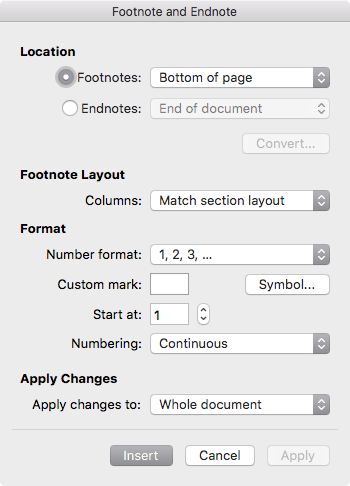 Footnote and Endnote
Location
Footnotes: Bottom of page
Endnotes: End of document
Convert...
Footnote Layout
Columns: Match section layout
Format
Number format: 1, 2, 3, ...
Custom mark: Symbol...
Start at: 1
Numbering: Continuous
Apply Changes
Apply changes to: Whole document
Insert Cancel Apply